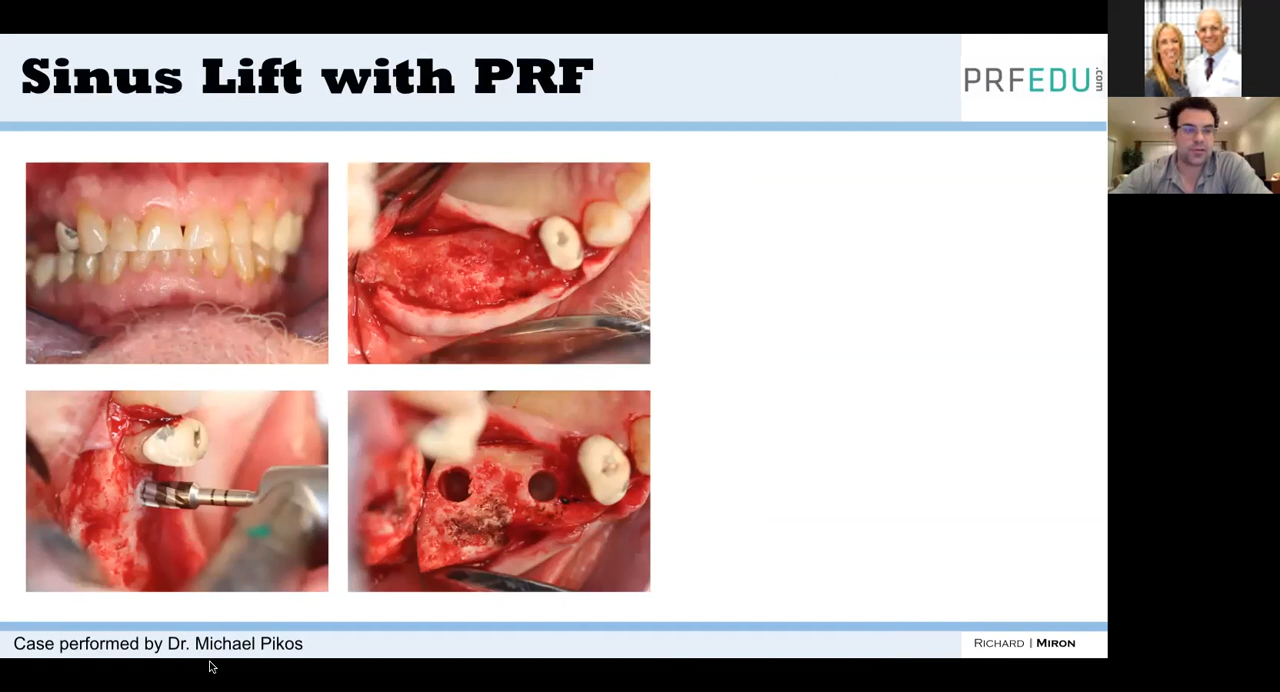 Sinus Lift with PRF
PRFEDU.com
Case performed by Dr. Michael Pikos
RICHARD | MIRON